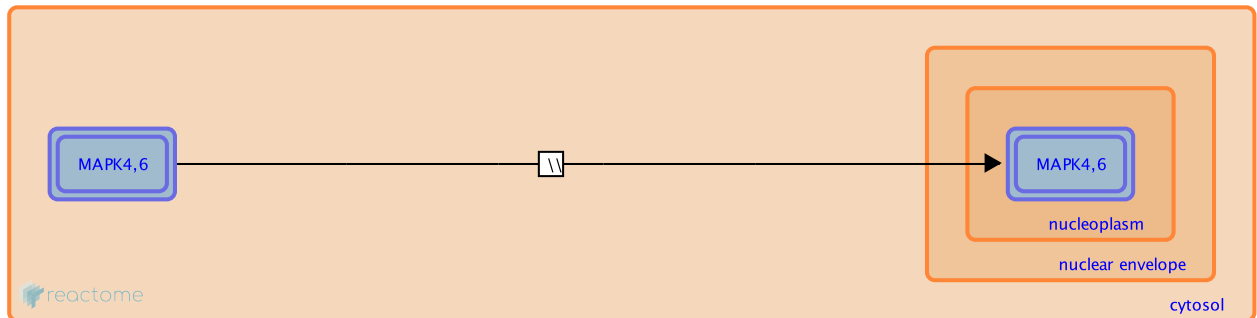 MAPK4,6
\\
MAPK4,6
nucleoplasm
nuclear envelope
reactome
cytosol